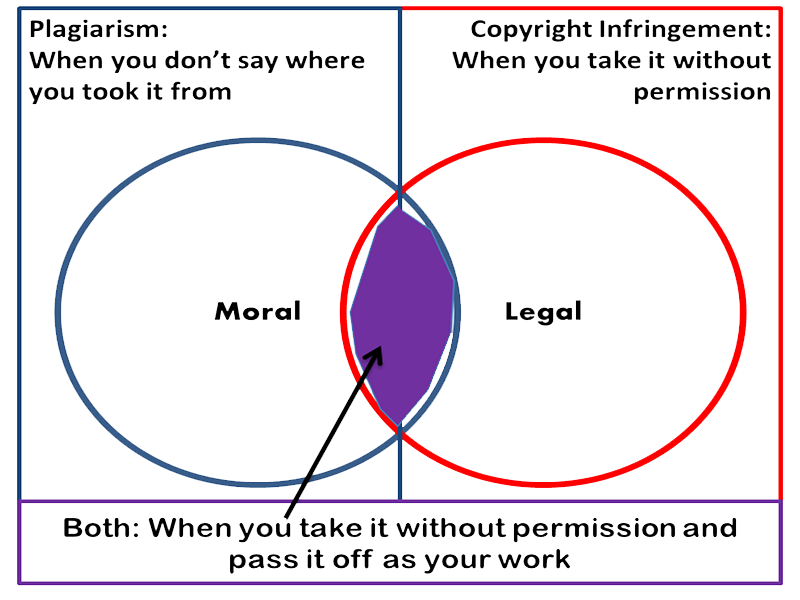 Plagiarism:
When you don’t say where
you took it from
Copyright Infringement:
When you take it without
permission
Moral
Legal
Both: When you take it without permission and
pass it off as your work